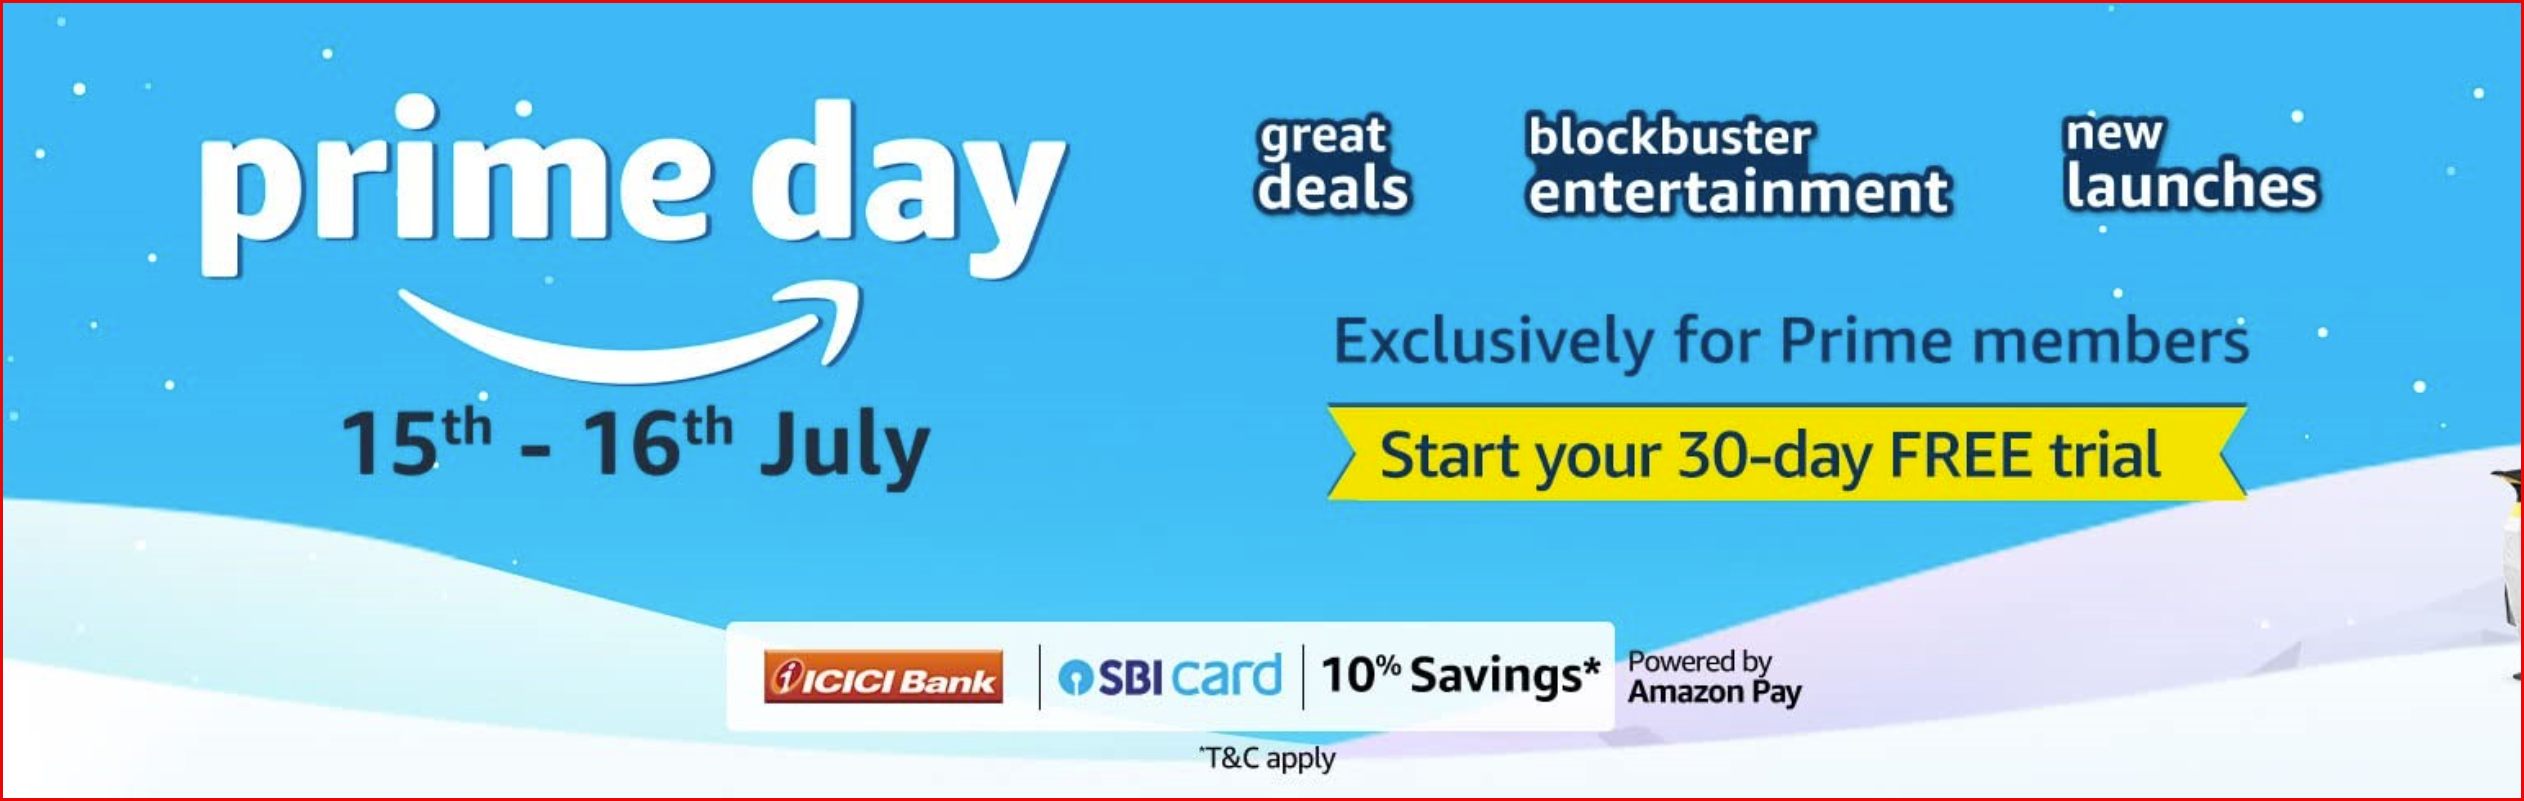 prime day
15th - 16th July
great
deals
blockbuster
entertainment
new
launches
Exclusively for Prime members
Start your 30-day FREE trial
ICICI Bank
SBI card
10% Savings*
Powered by
Amazon Pay
*T&C apply